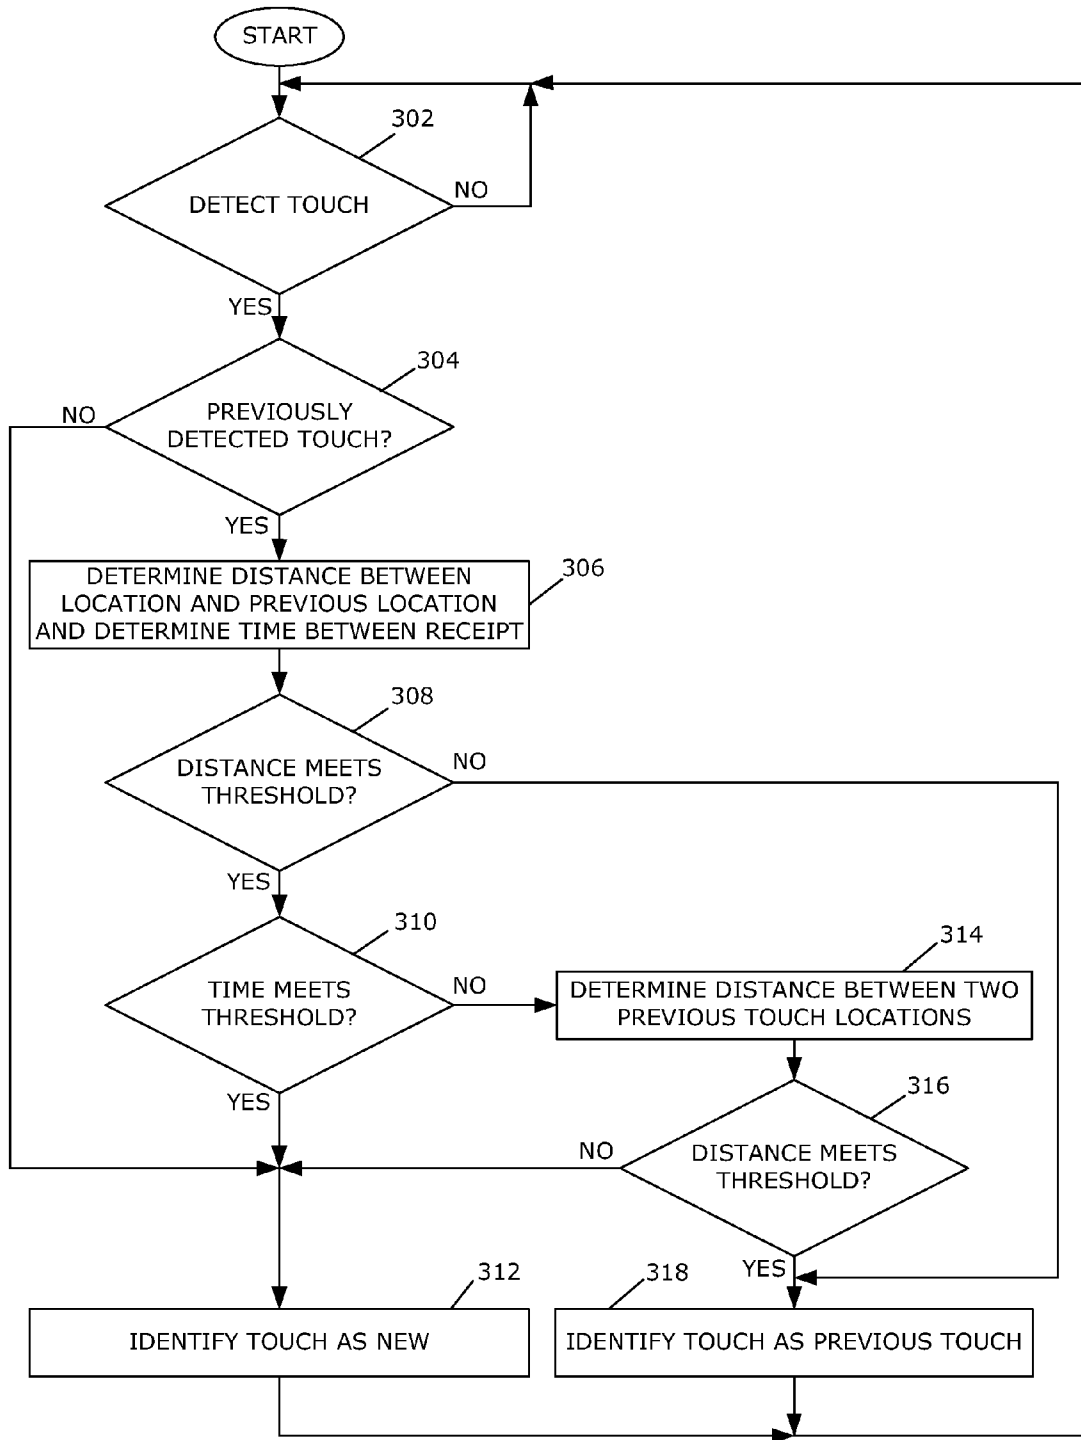 START
302
DETECT TOUCH
NO
YES
304
NO
PREVIOUSLY
DETECTED TOUCH?
YES
306
DETERMINE DISTANCE BETWEEN
LOCATION AND PREVIOUS LOCATION
AND DETERMINE TIME BETWEEN RECEIPT
308
DISTANCE MEETS
THRESHOLD?
NO
YES
310
TIME MEETS
THRESHOLD?
NO
YES
314
DETERMINE DISTANCE BETWEEN TWO
PREVIOUS TOUCH LOCATIONS
316
NO
DISTANCE MEETS
THRESHOLD?
YES
312
IDENTIFY TOUCH AS NEW
318
IDENTIFY TOUCH AS PREVIOUS TOUCH